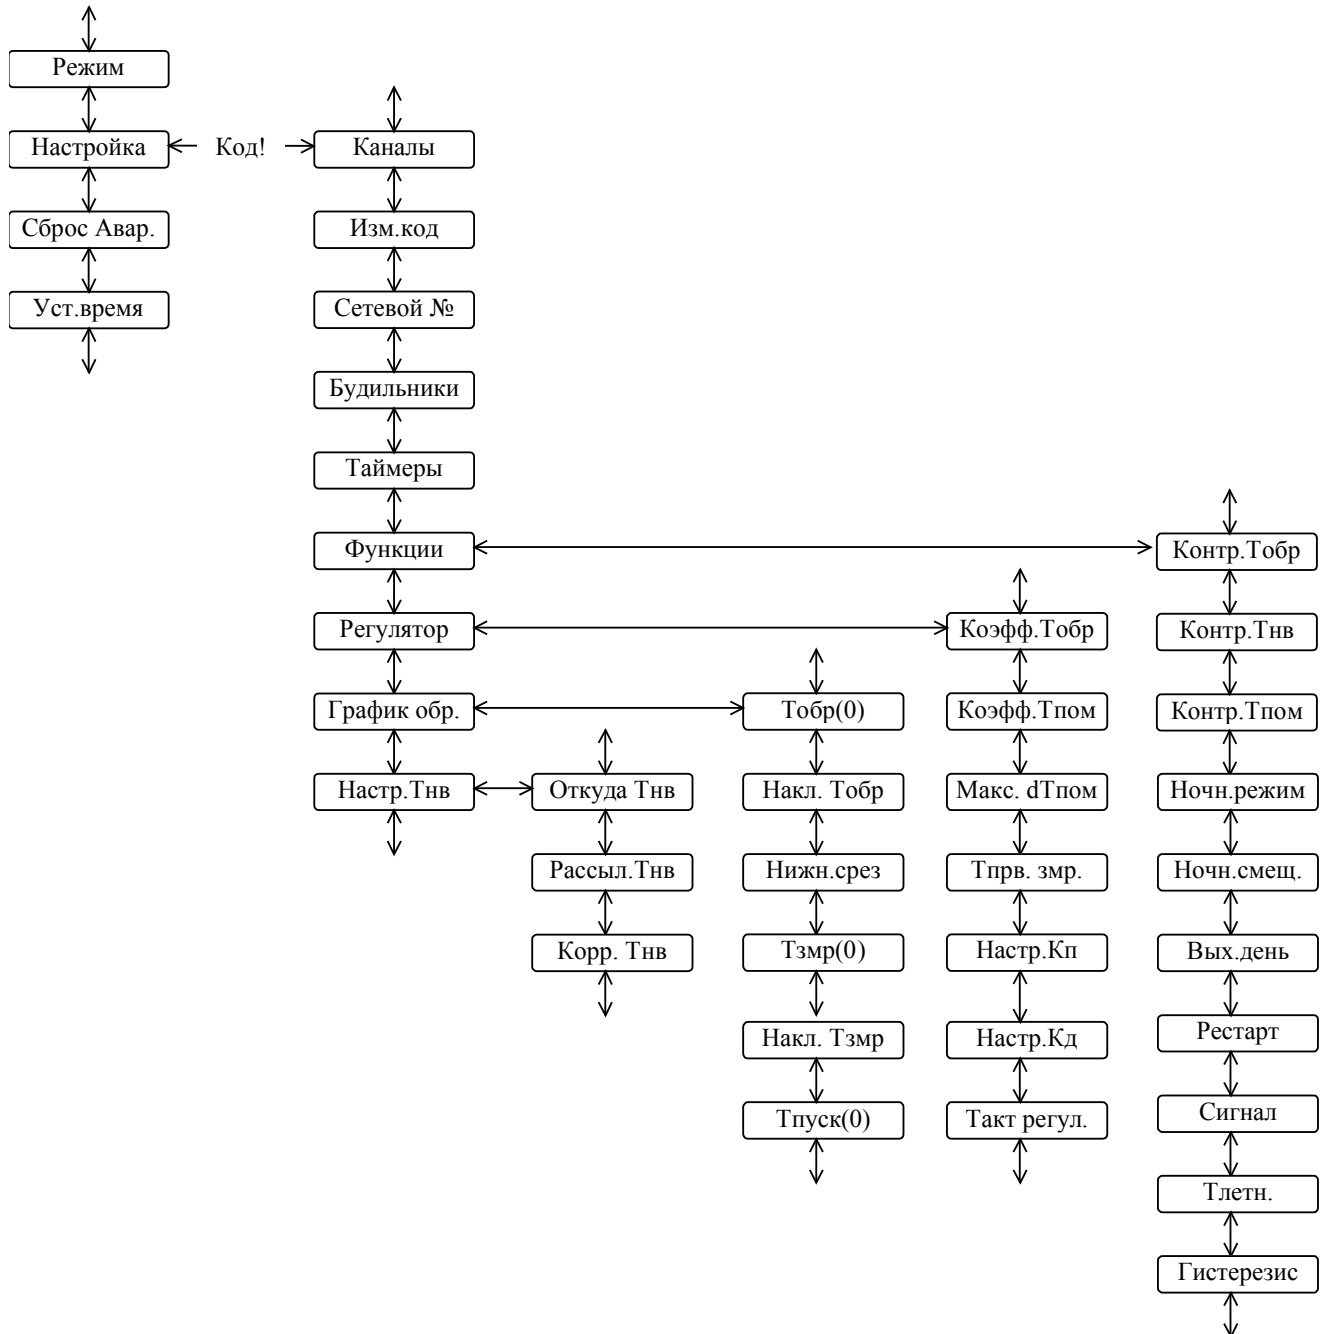 Режим
Настройка
Код!
Каналы
Сброс Авар.
Изм.код
Уст.время
Сетевой №
Будильники
Таймеры
Функции
Контр.Тобр
Регулятор
Коэфф.Тобр
Контр.Тнв
График обр.
Тобр(0)
Коэфф.Тпом
Контр.Тпом
Настр.Тнв
Откуда Тнв
Накл. Тобр
Макс. dТпом
Ночн.режим
Рассыл.Тнв
Нижн.срез
Тпрв. змр.
Ночн.смещ.
Корр. Тнв
Тзмр(0)
Настр.Кп
Вых.день
Накл. Тзмр
Настр.Кд
Рестарт
Тпуск(0)
Такт регул.
Сигнал
Тлетн.
Гистерезис